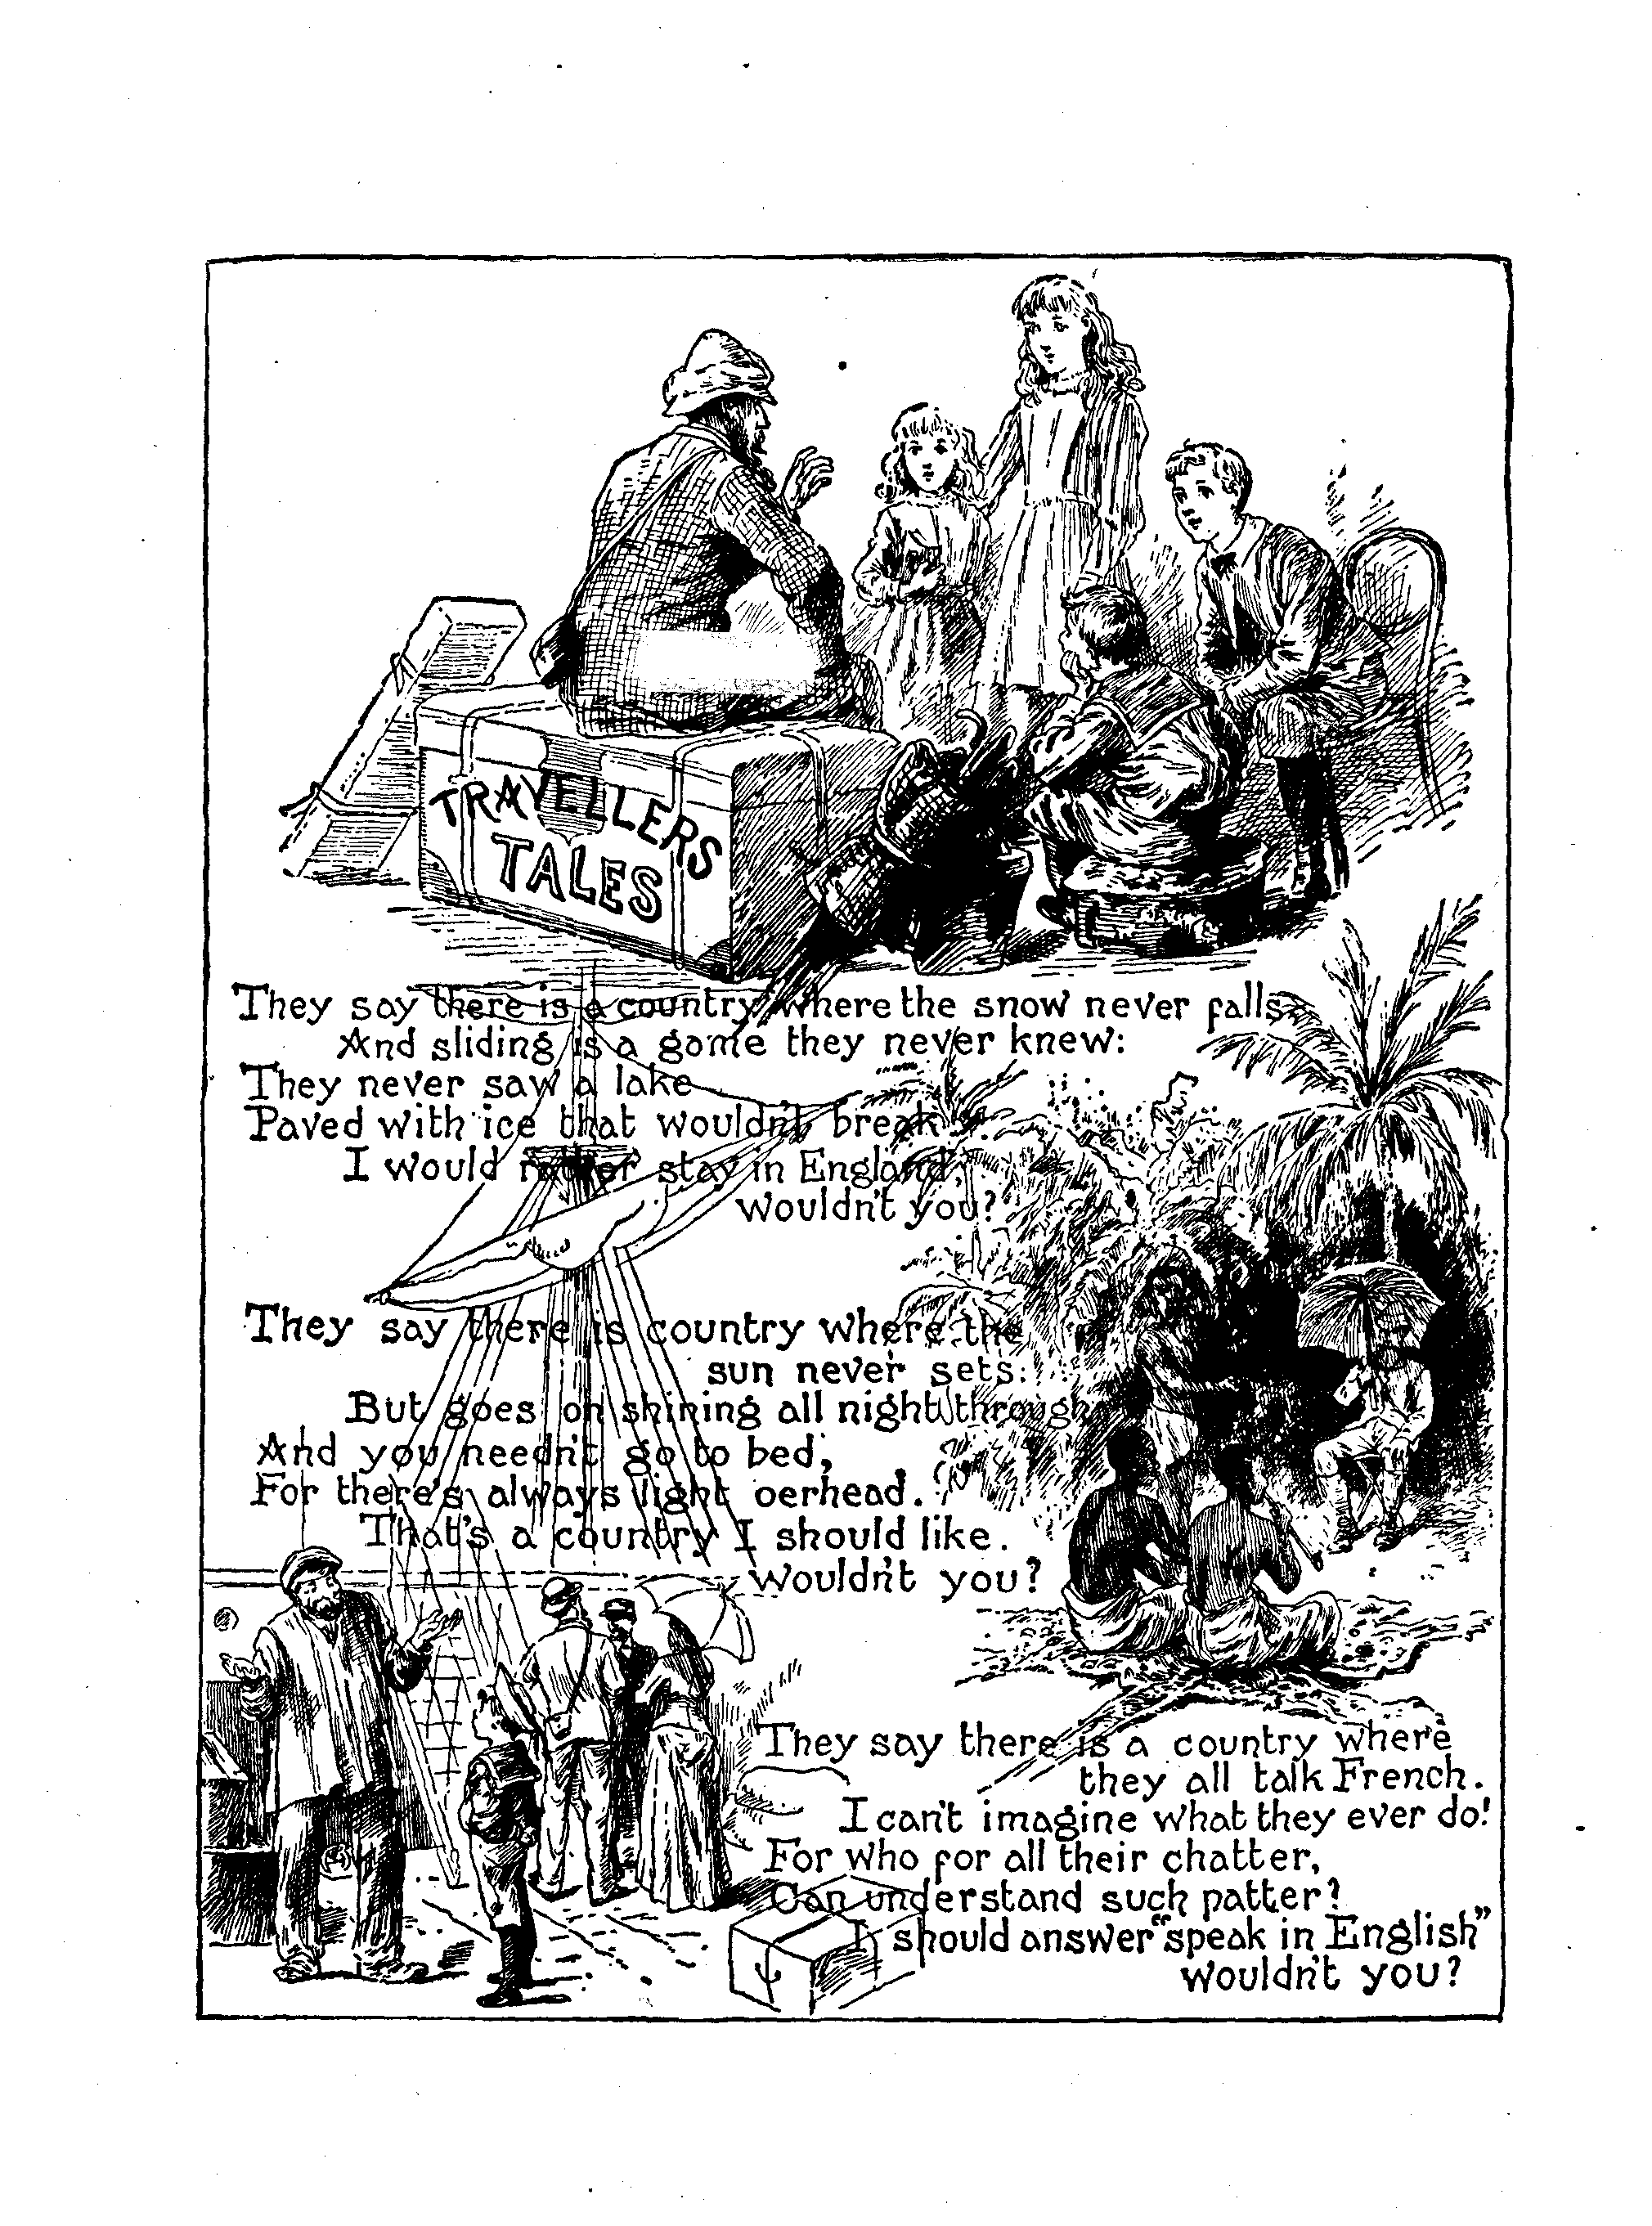 TRAVELLERS
TALES
They say there is a country where the snow never falls
And sliding is a game they never knew:
They never saw a lake
Paved with ice that wouldn't break
I would rather stay in England,
Wouldn't you?
They say there is country where the
sun never sets:
But goes on shining all night through
And you needn't go to bed,
For there's always light oerhead.
That's a country I should like.
Wouldn't you?
They say there is a country where
they all talk French.
I can't imagine what they ever do!
For who for all their chatter,
Can understand such patter?
I should answer "speak in English"
Wouldn't you?